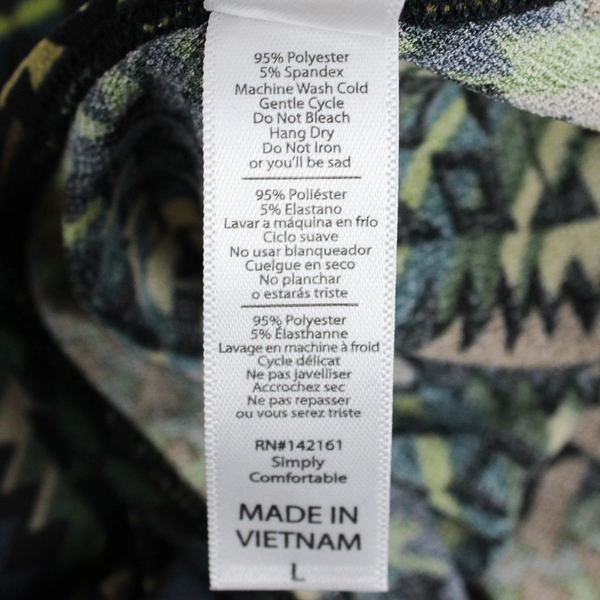 95% Polyester
5% Spandex
Machine Wash Cold
Gentle Cycle
Do Not Bleach
Hang Dry
Do Not Iron
or you'll be sad
95% Poliéster
5% Elastano
Lavar a máquina en frío
Ciclo suave
No usar blanqueador
Cuelgue en seco
No planchar
o estarás triste
95% Polyester
5% Élasthanne
Lavage en machine à froid
Cycle délicat
Ne pas javelliser
Accrochez sec
Ne pas repasser
ou vous serez triste
RN#142161
Simply
Comfortable
MADE IN
VIETNAM
L